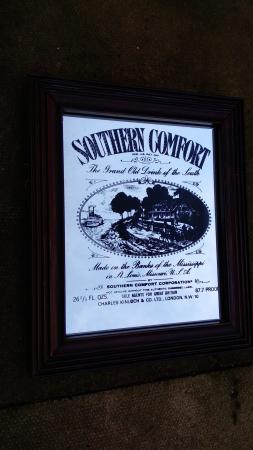 SOUTHERN COMFORT
The Grand Old Drink of the South
Made on the Banks of the Mississippi
in St. Louis, Missouri, U.S.A.
BY
SOUTHERN COMFORT CORPORATION
26⅔ FL. OZS. SOLE AGENTS FOR GREAT BRITAIN 87.7 PROOF
CHARLES KINLOCH & CO. LTD., LONDON, N.W. 10